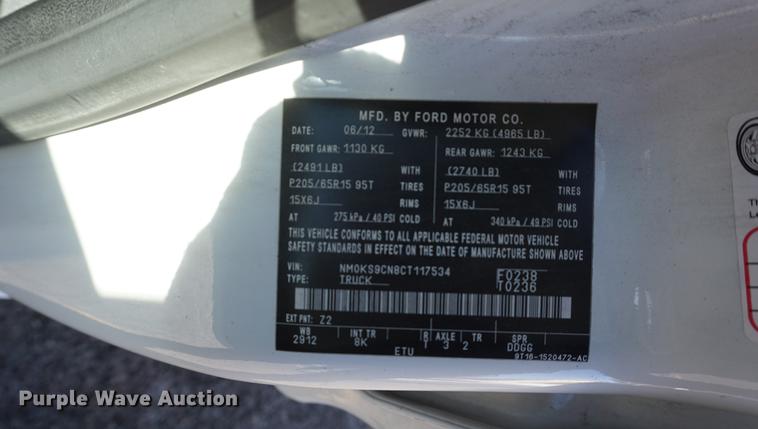 MFD. BY FORD MOTOR CO.
DATE: 06/12 GVWR: 2252 KG (4965 LB)
FRONT GAWR: 1130 KG REAR GAWR: 1243 KG
(2491 LB) WITH (2740 LB) WITH
P205/65R15 95T TIRES P205/65R15 95T TIRES
15X6J RIMS 15X6J RIMS
AT 275 kPa / 40 PSI COLD AT 340 kPa / 49 PSI COLD
THIS VEHICLE CONFORMS TO ALL APPLICABLE FEDERAL MOTOR VEHICLE
SAFETY STANDARDS IN EFFECT ON THE DATE OF MANUFACTURE SHOWN ABOVE
VIN: NM0KS9CN8CT117534 F0238
TYPE: TRUCK T0236
EXT PNT: Z2
WB INT TR R AXLE TR SPR
2912 8K 3 2 DDGG
ETU 9T16-1520472-AC
Purple Wave Auction